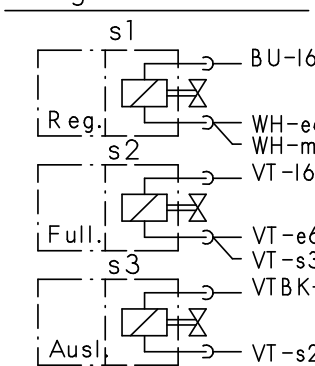 s1
BU-16
Reg.
WH-e
WH-m
s2
VT-16
Full.
VT-e6
VT-s3
s3
VTBK-
Ausl.
VT-s2